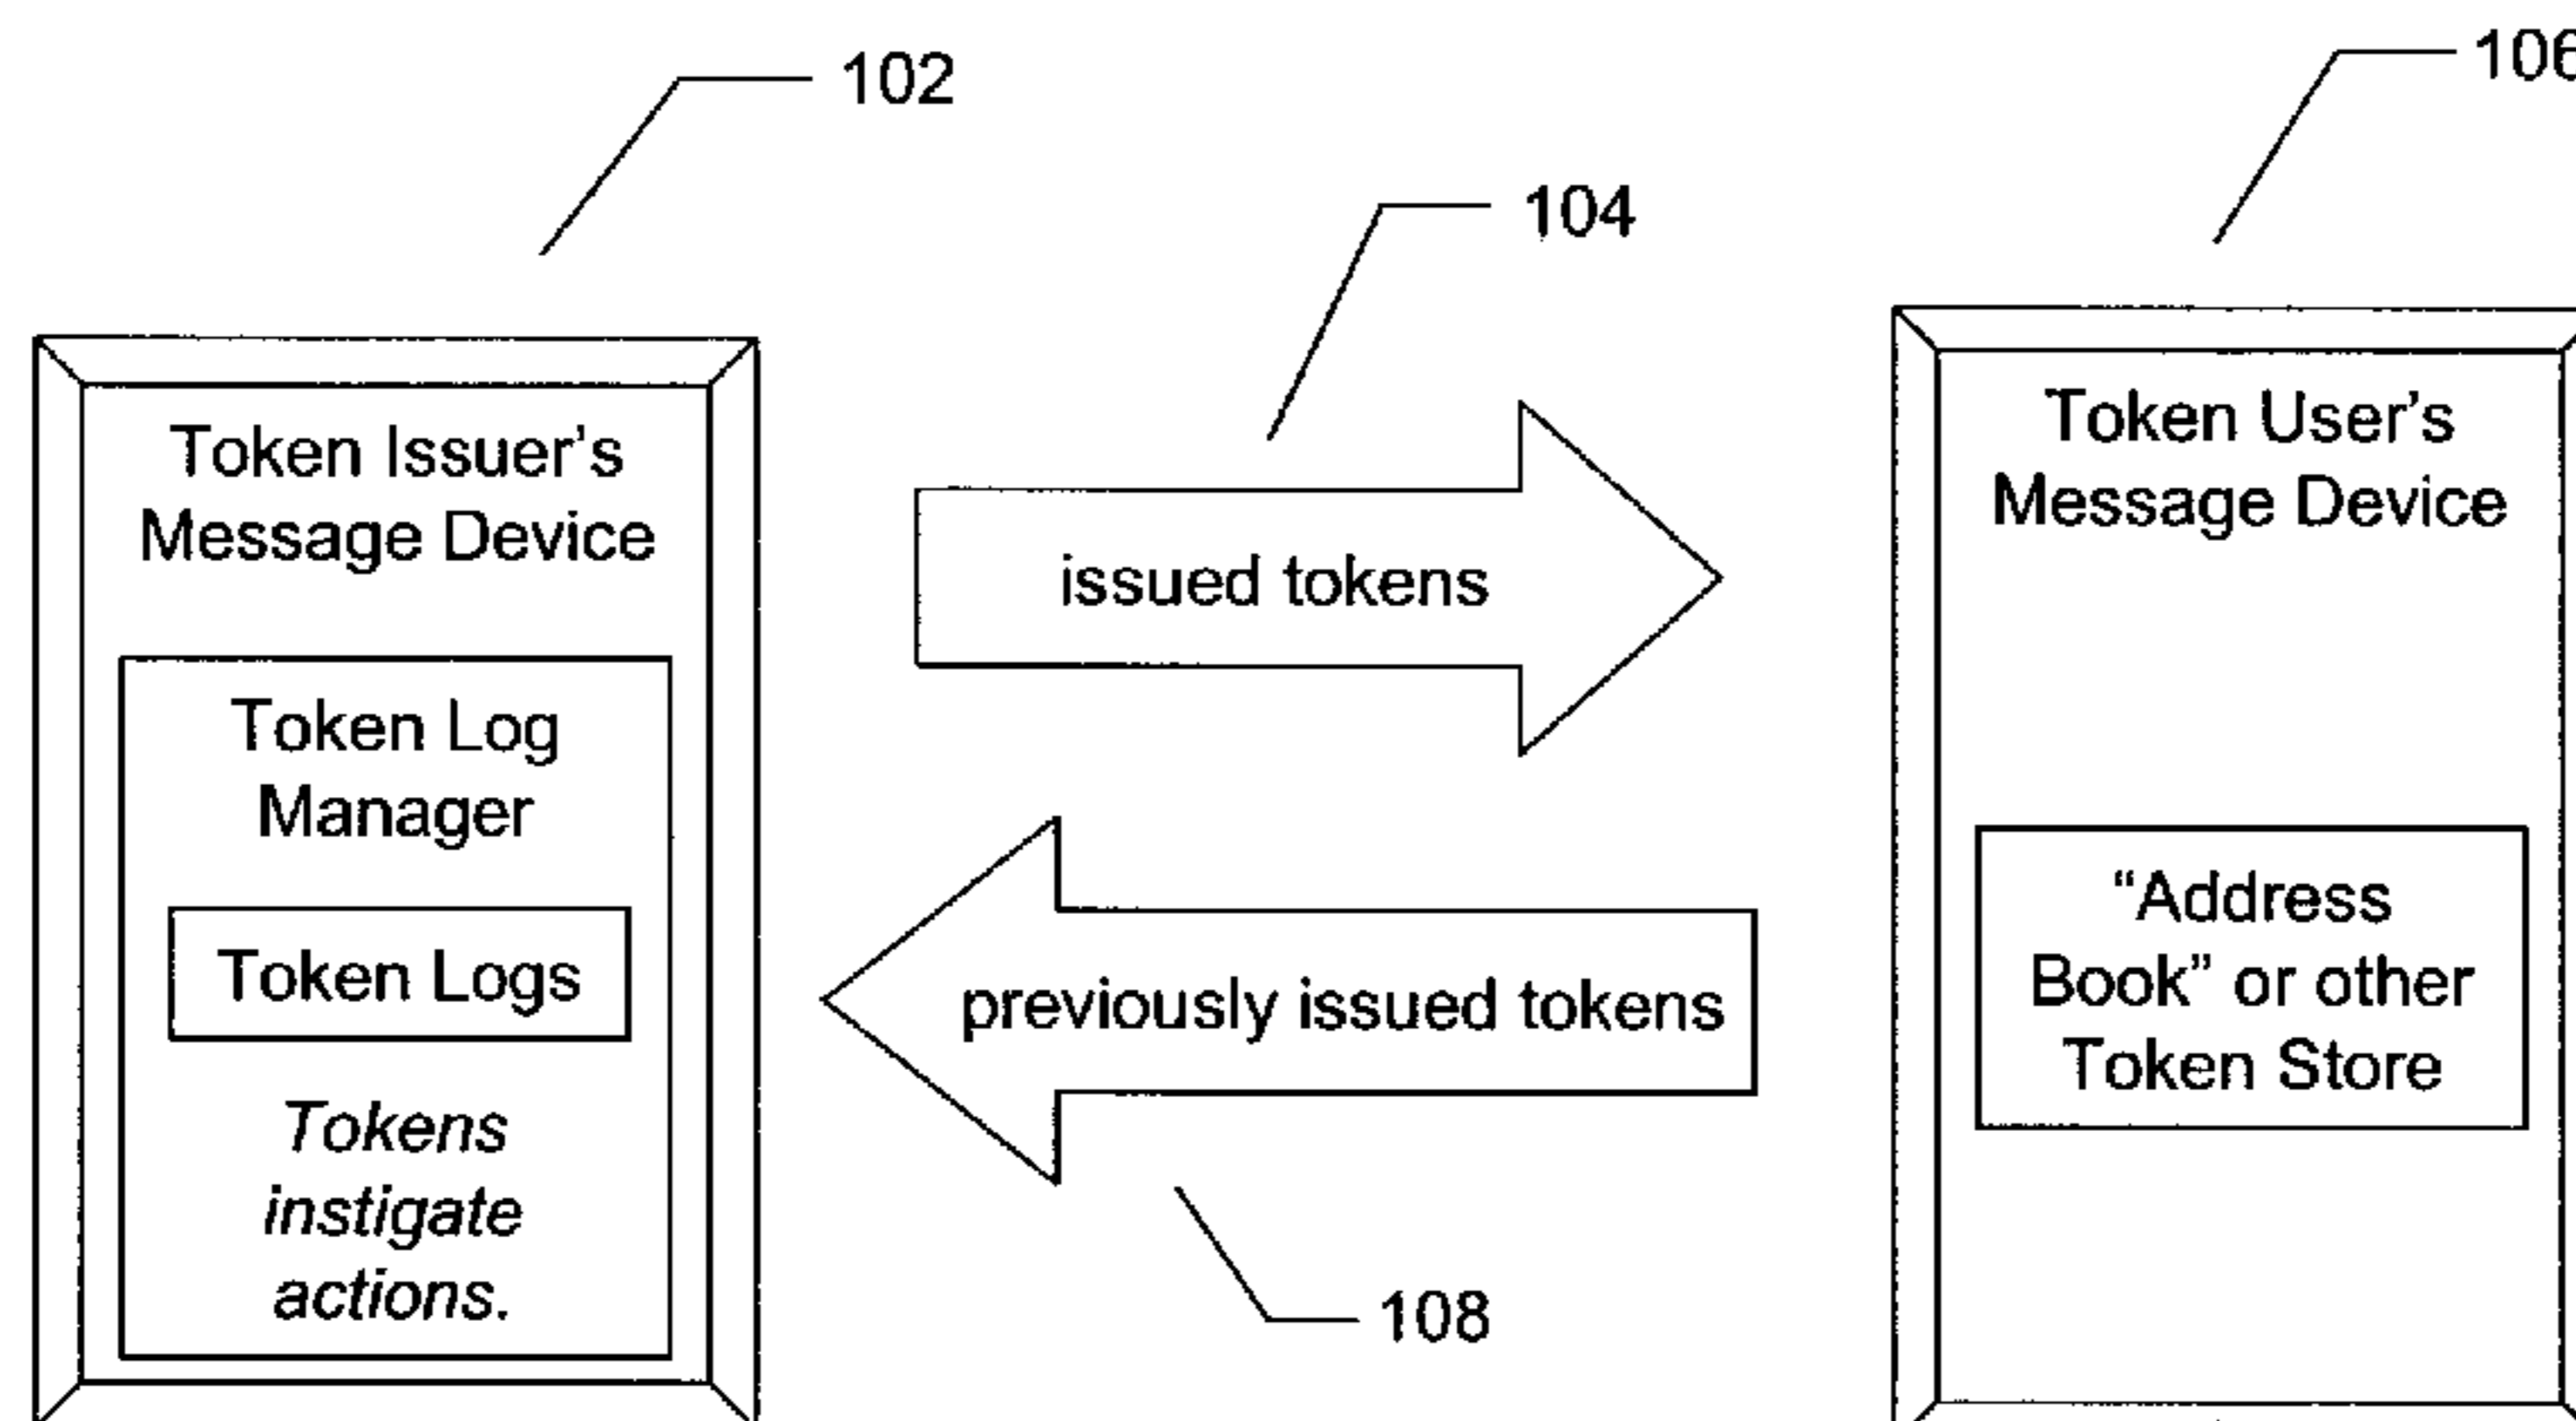 102
106
104
Token Issuer's
Message Device
Token Log
Manager
Token Logs
Tokens
instigate
actions.
issued tokens
previously issued tokens
108
Token User's
Message Device
“Address
Book” or other
Token Store